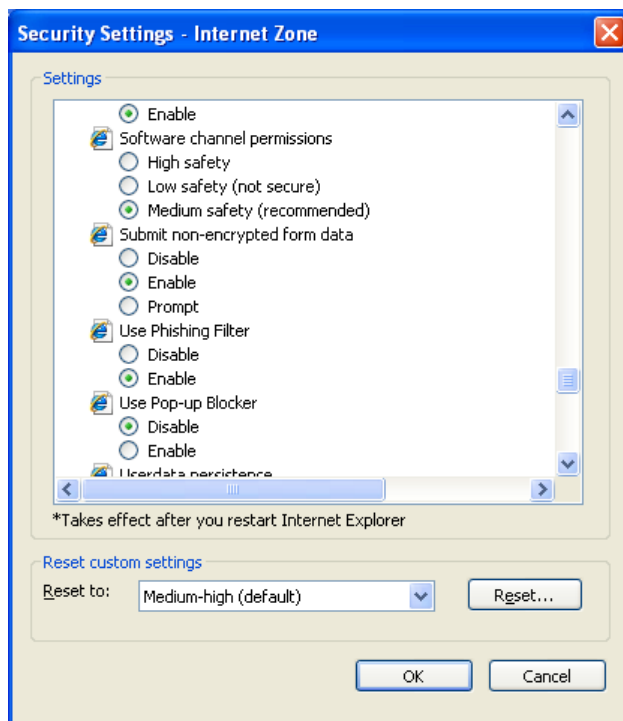 Security Settings - Internet Zone
Settings
Enable
Software channel permissions
High safety
Low safety (not secure)
Medium safety (recommended)
Submit non-encrypted form data
Disable
Enable
Prompt
Use Phishing Filter
Disable
Enable
Use Pop-up Blocker
Disable
Enable
Userdata persistence
*Takes effect after you restart Internet Explorer
Reset custom settings
Reset to: Medium-high (default) Reset...
OK Cancel